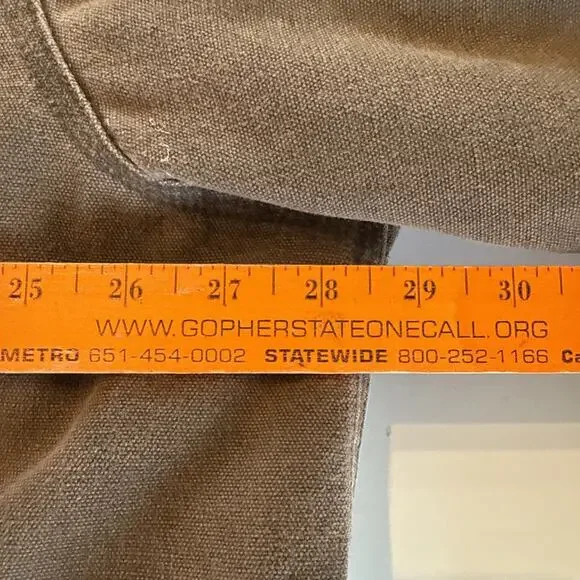 25 26 27 28 29 30
WWW.GOPHERSTATEONECALL.ORG
METRO 651-454-0002 STATEWIDE 800-252-1166